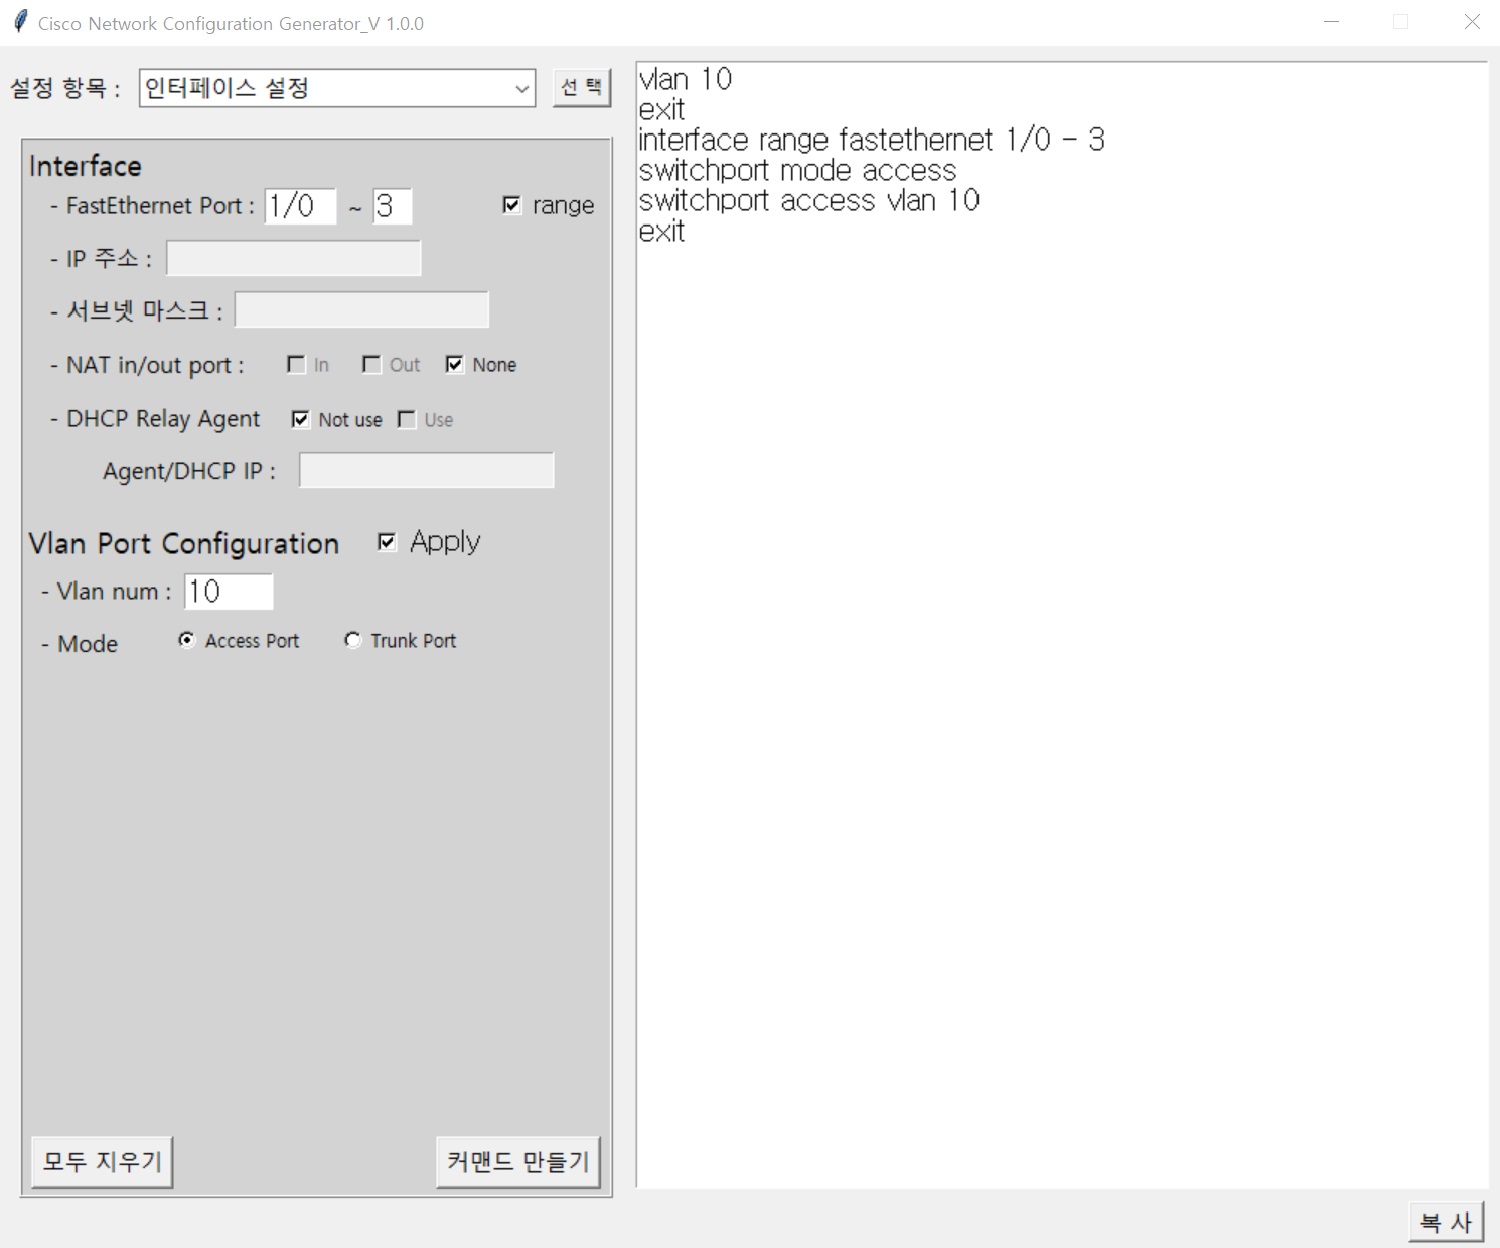 Cisco Network Configuration Generator_V 1.0.0
설정 항목 : 인터페이스 설정 선 택
Interface
- FastEthernet Port : 1/0 ~ 3 range
- IP 주소 :
- 서브넷 마스크 :
- NAT in/out port : In Out None
- DHCP Relay Agent Not use Use
Agent/DHCP IP :
Vlan Port Configuration Apply
- Vlan num : 10
- Mode Access Port Trunk Port
모두 지우기 커맨드 만들기
vlan 10
exit
interface range fastethernet 1/0 - 3
switchport mode access
switchport access vlan 10
exit
복 사